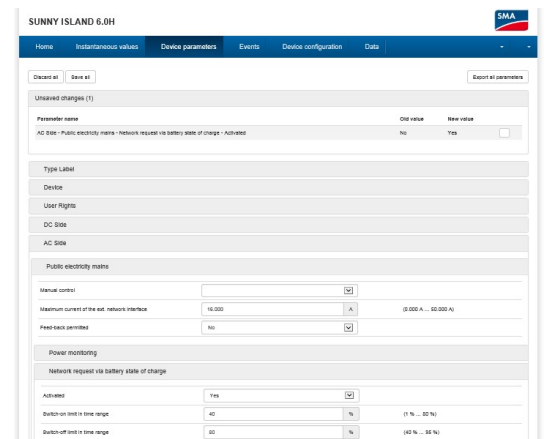 SUNNY ISLAND 6.0H
SMA
Home Instantaneous values Device parameters Events Device configuration Data
Discard all Save all Export all parameters
Unsaved changes (1)
Parameter name Old value New value
AC Side - Public electricity mains - Network request via battery state of charge - Activated No Yes
Type Label
Device
User Rights
DC Side
AC Side
Public electricity mains
Manual control
Maximum current of the ext. network interface 16.000 A (0.000 A ... 50.000 A)
Feed-back permitted No
Power monitoring
Network request via battery state of charge
Activated Yes
Switch-on limit in time range 40 % (1 % ... 80 %)
Switch-off limit in time range 80 % (40 % ... 95 %)